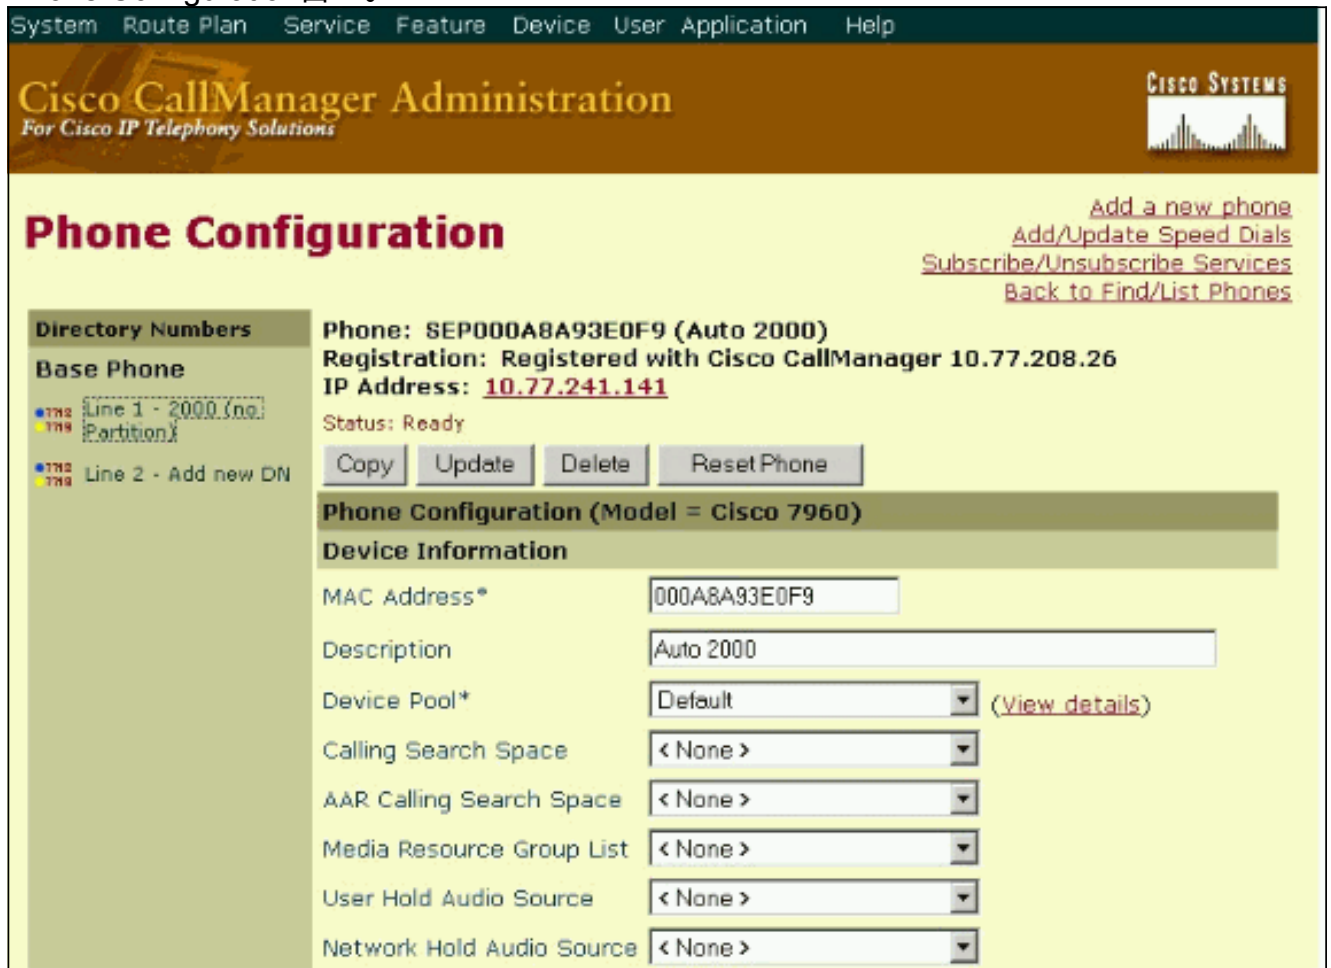 System Route Plan Service Feature Device User Application Help
Cisco CallManager Administration
For Cisco IP Telephony Solutions
CISCO SYSTEMS
Phone Configuration
Add a new phone
Add/Update Speed Dials
Subscribe/Unsubscribe Services
Back to Find/List Phones
Directory Numbers
Base Phone
Line 1 - 2000 (no
Partition)
Line 2 - Add new DN
Phone: SEP000A8A93E0F9 (Auto 2000)
Registration: Registered with Cisco CallManager 10.77.208.26
IP Address: 10.77.241.141
Status: Ready
Copy Update Delete Reset Phone
Phone Configuration (Model = Cisco 7960)
Device Information
MAC Address* 000A8A93E0F9
Description Auto 2000
Device Pool* Default (View details)
Calling Search Space < None >
AAR Calling Search Space < None >
Media Resource Group List < None >
User Hold Audio Source < None >
Network Hold Audio Source < None >